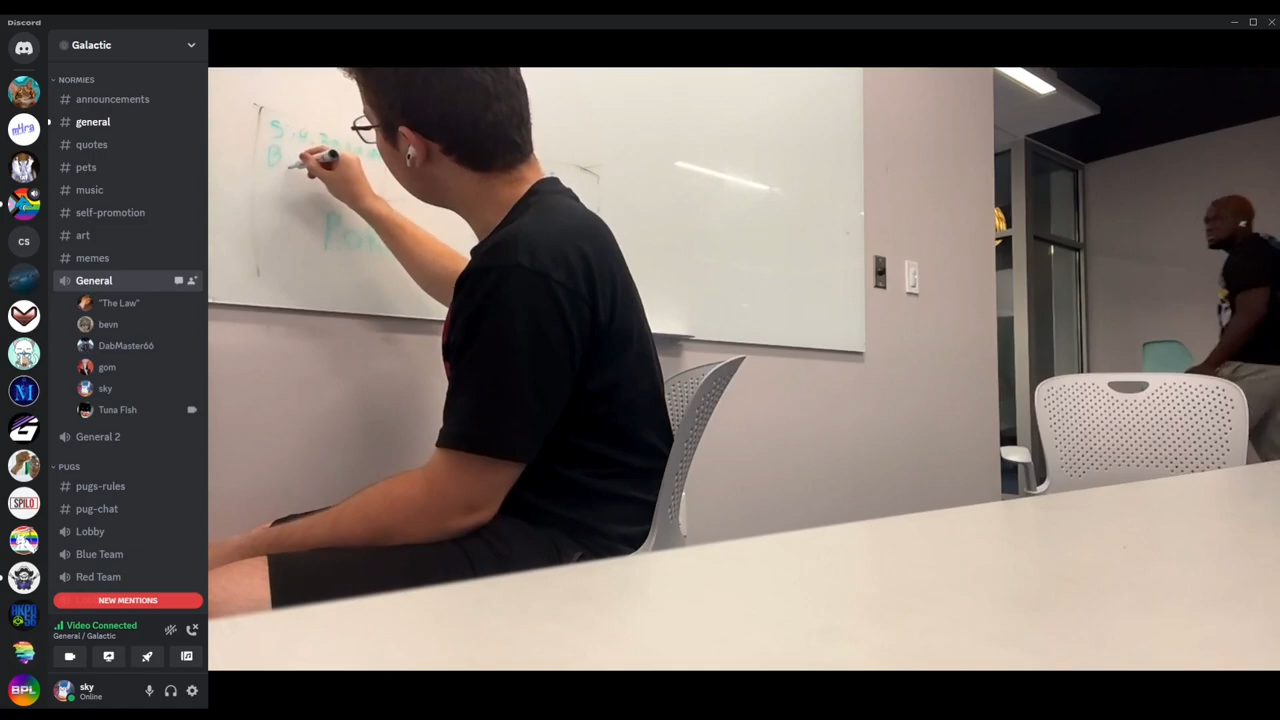 Discord
Galactic
NORMIES
announcements
general
quotes
pets
music
self-promotion
art
memes
General
"The Law"
bevn
DabMaster66
gom
sky
Tuna Fish
General 2
PUGS
pugs-rules
pug-chat
Lobby
Blue Team
Red Team
NEW MENTIONS
Video Connected
General / Galactic
sky
Online
CS
SPILO
BPL